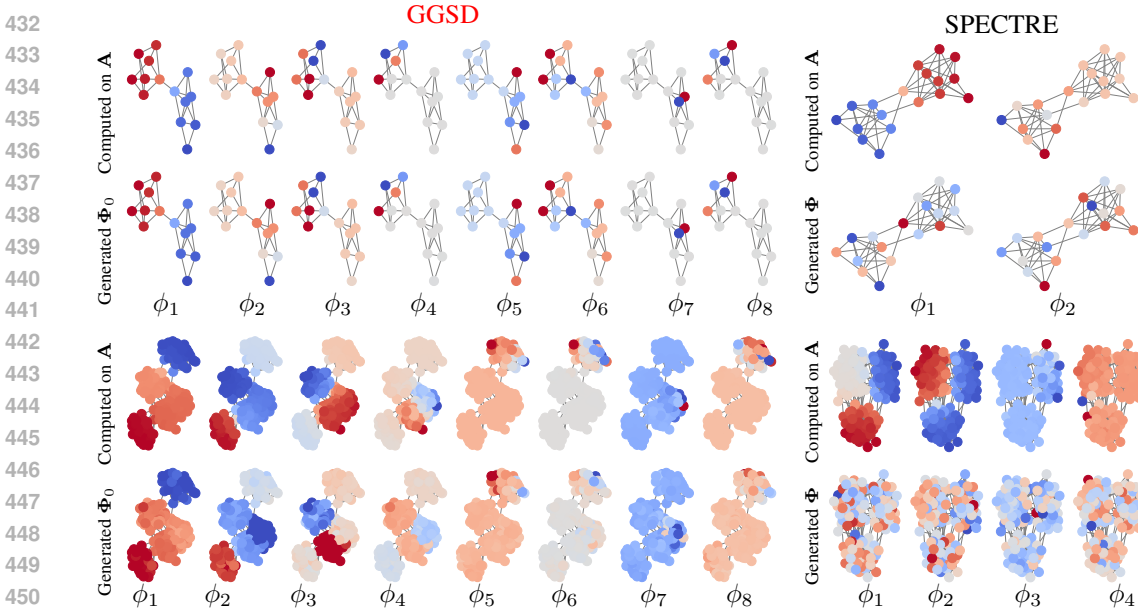 GGSD
SPECTRE
432
433
434
435
436
437
438
439
440
441
442
443
444
445
446
447
448
449
450
Computed on A
Generated Φ₀
ϕ₁ ϕ₂ ϕ₃ ϕ₄ ϕ₅ ϕ₆ ϕ₇ ϕ₈
Computed on A
Generated Φ
ϕ₁ ϕ₂
Computed on A
Generated Φ₀
ϕ₁ ϕ₂ ϕ₃ ϕ₄ ϕ₅ ϕ₆ ϕ₇ ϕ₈
Computed on A
Generated Φ
ϕ₁ ϕ₂ ϕ₃ ϕ₄